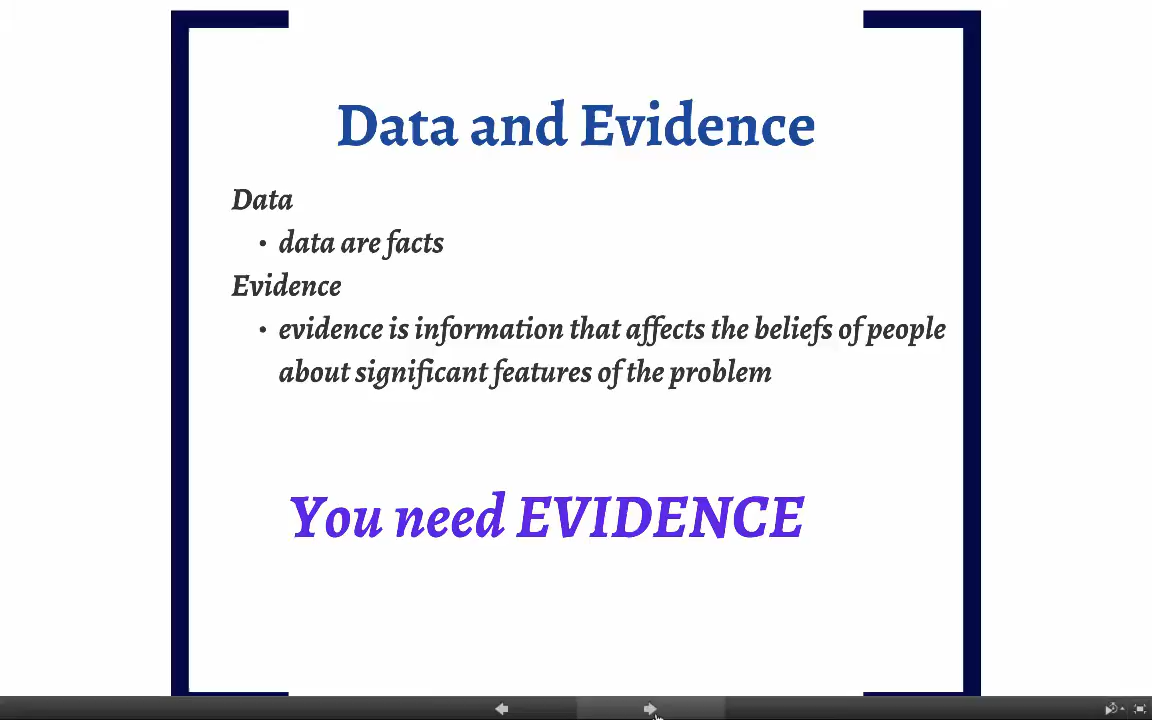 Data and Evidence
Data
• data are facts
Evidence
• evidence is information that affects the beliefs of people
about significant features of the problem
You need EVIDENCE